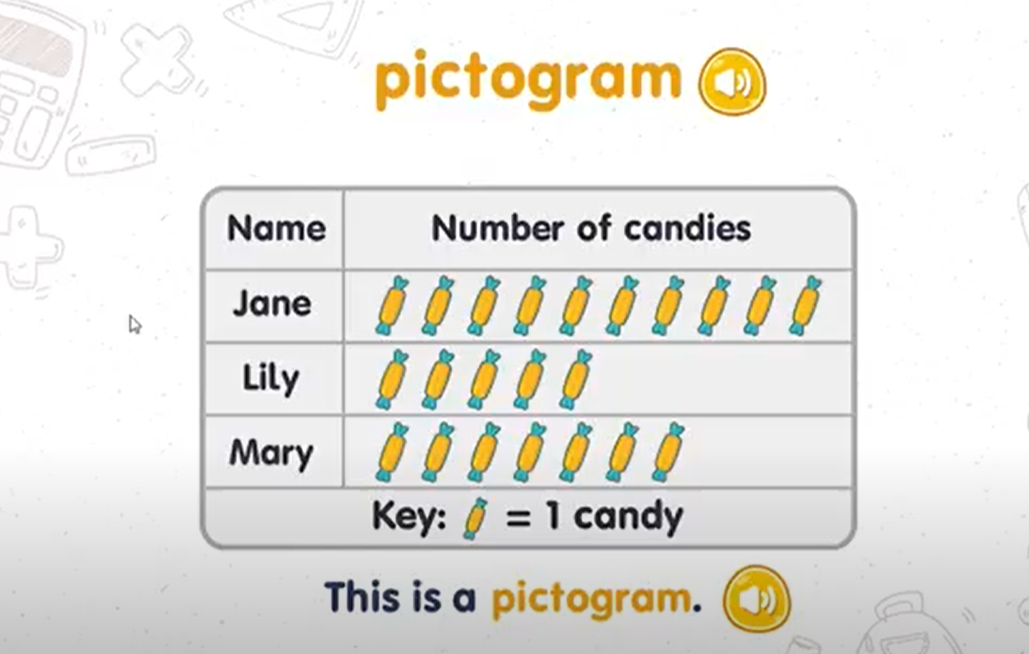 pictogram
Name Number of candies
Jane
Lily
Mary
Key: = 1 candy
This is a pictogram.